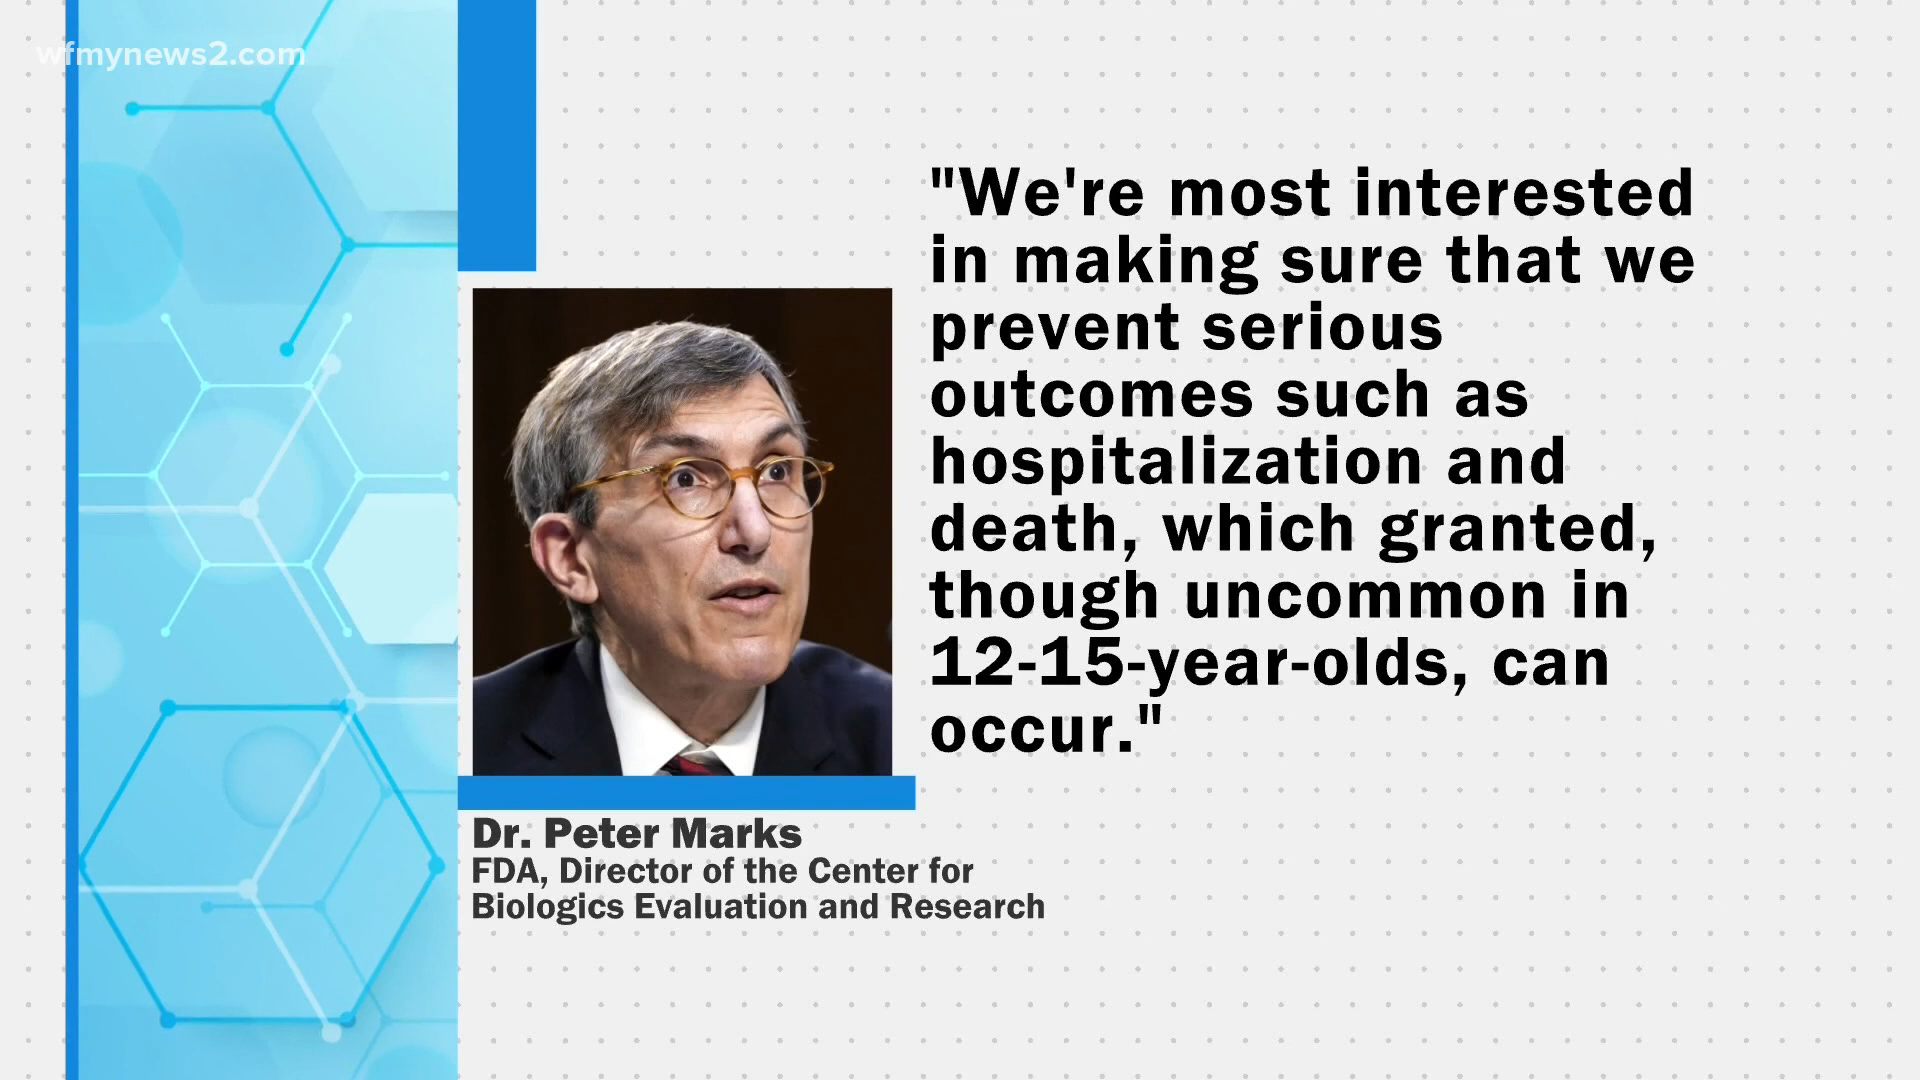 wfmynews2.com
"We're most interested
in making sure that we
prevent serious
outcomes such as
hospitalization and
death, which granted,
though uncommon in
12-15-year-olds, can
occur."
Dr. Peter Marks
FDA, Director of the Center for
Biologics Evaluation and Research